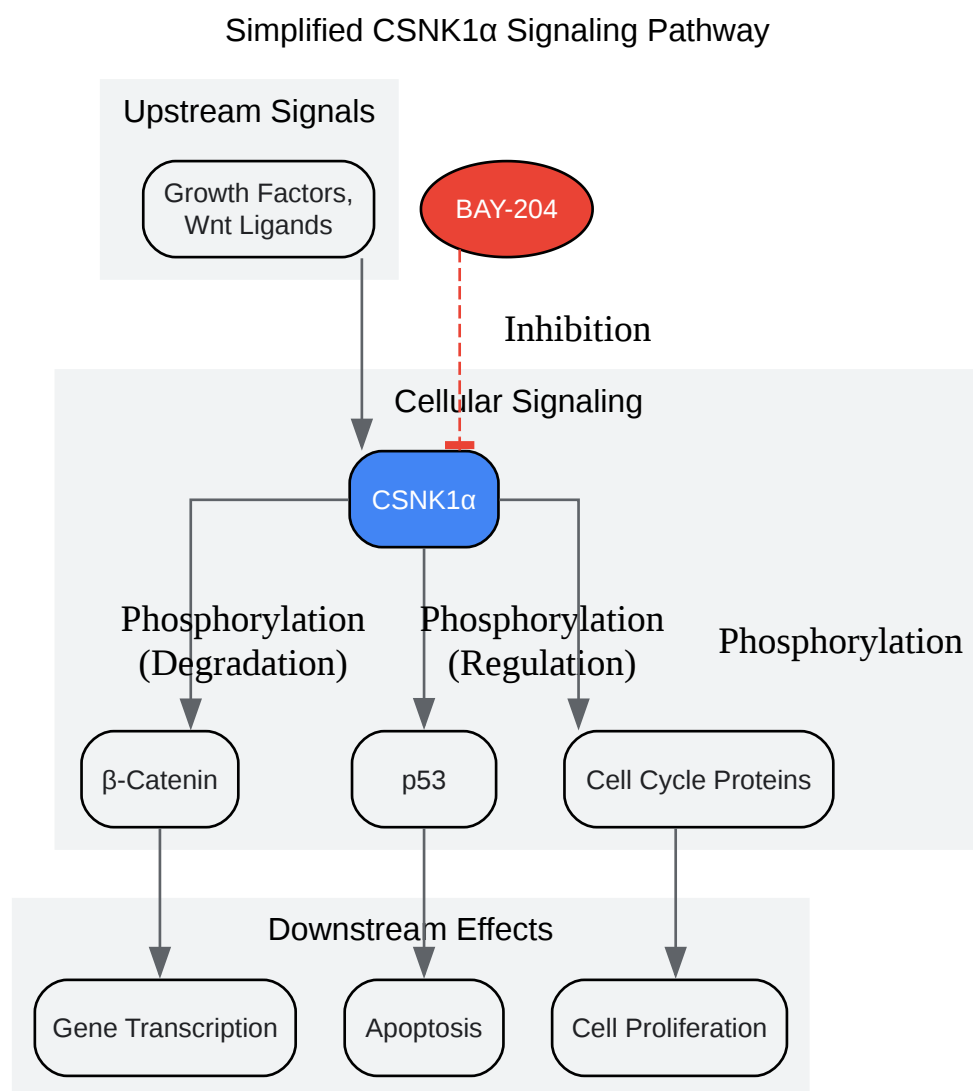 Simplified CSNK1α Signaling Pathway
Upstream Signals
Growth Factors,
Wnt Ligands
BAY-204
Inhibition
Cellular Signaling
CSNK1α
Phosphorylation
(Degradation)
Phosphorylation
(Regulation)
Phosphorylation
β-Catenin
p53
Cell Cycle Proteins
Downstream Effects
Gene Transcription
Apoptosis
Cell Proliferation